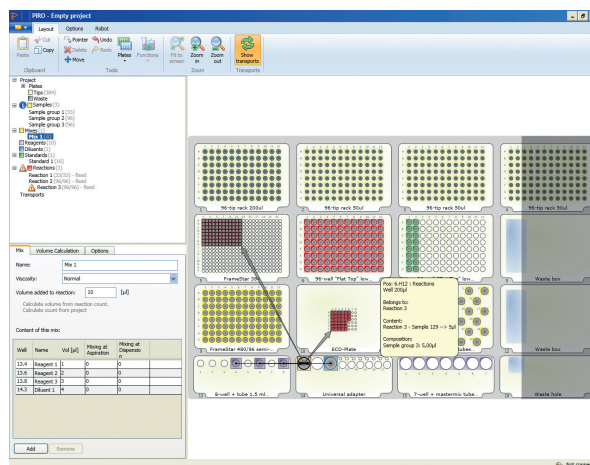 PIRO - Empty project
Layout Options Robot
Paste
Cut
Copy
Clipboard
Pointer
Delete
Move
Undo
Redo
Plates
Functions
Tools
Fit to screen
Zoom in
Zoom out
Zoom
Show transports
Transports
Project
Plates
Tips (384)
Waste
Samples (3)
Sample group 1 (33)
Sample group 2 (96)
Sample group 3 (96)
Mixes (1)
Mix 1 (4)
Reagents (10)
Diluents (1)
Standards (1)
Standard 1 (16)
Reactions (3)
Reaction 1 (33/33) - fixed
Reaction 2 (96/96) - fixed
Reaction 3 (96/96) - fixed
Transports
Mix Volume Calculation Options
Name: Mix 1
Viscosity: Normal
Volume added to reaction: 10 [µl]
Calculate volume from reaction count.
Calculate count from project
Content of this mix:
Well Name Vol [µl] Mixing at Aspiration Mixing at Dispension
13.4 Reagent 1 1 0 0
13.6 Reagent 2 2 0 0
13.8 Reagent 3 3 0 0
14.3 Diluent 1 4 0 0
Add Remove
96-tip rack 200µl
96-tip rack 50µl
96-tip rack 50µl
96-tip rack 50µl
FrameStar 384
96-well "Flat Top" low...
Waste box
Pos: 6.H12 - Reactions
Well 200µl
Belongs to:
Reaction 3
Content:
Reaction 3 - Sample 129 --> 5µl
Composition:
Sample group 3: 5,00µl
FrameStar 480/96 semi-...
ECO-Plate
Waste box
8-well + tube 1.5 ml...
Universal adapter
7-well + mastermix tube...
Waste hole